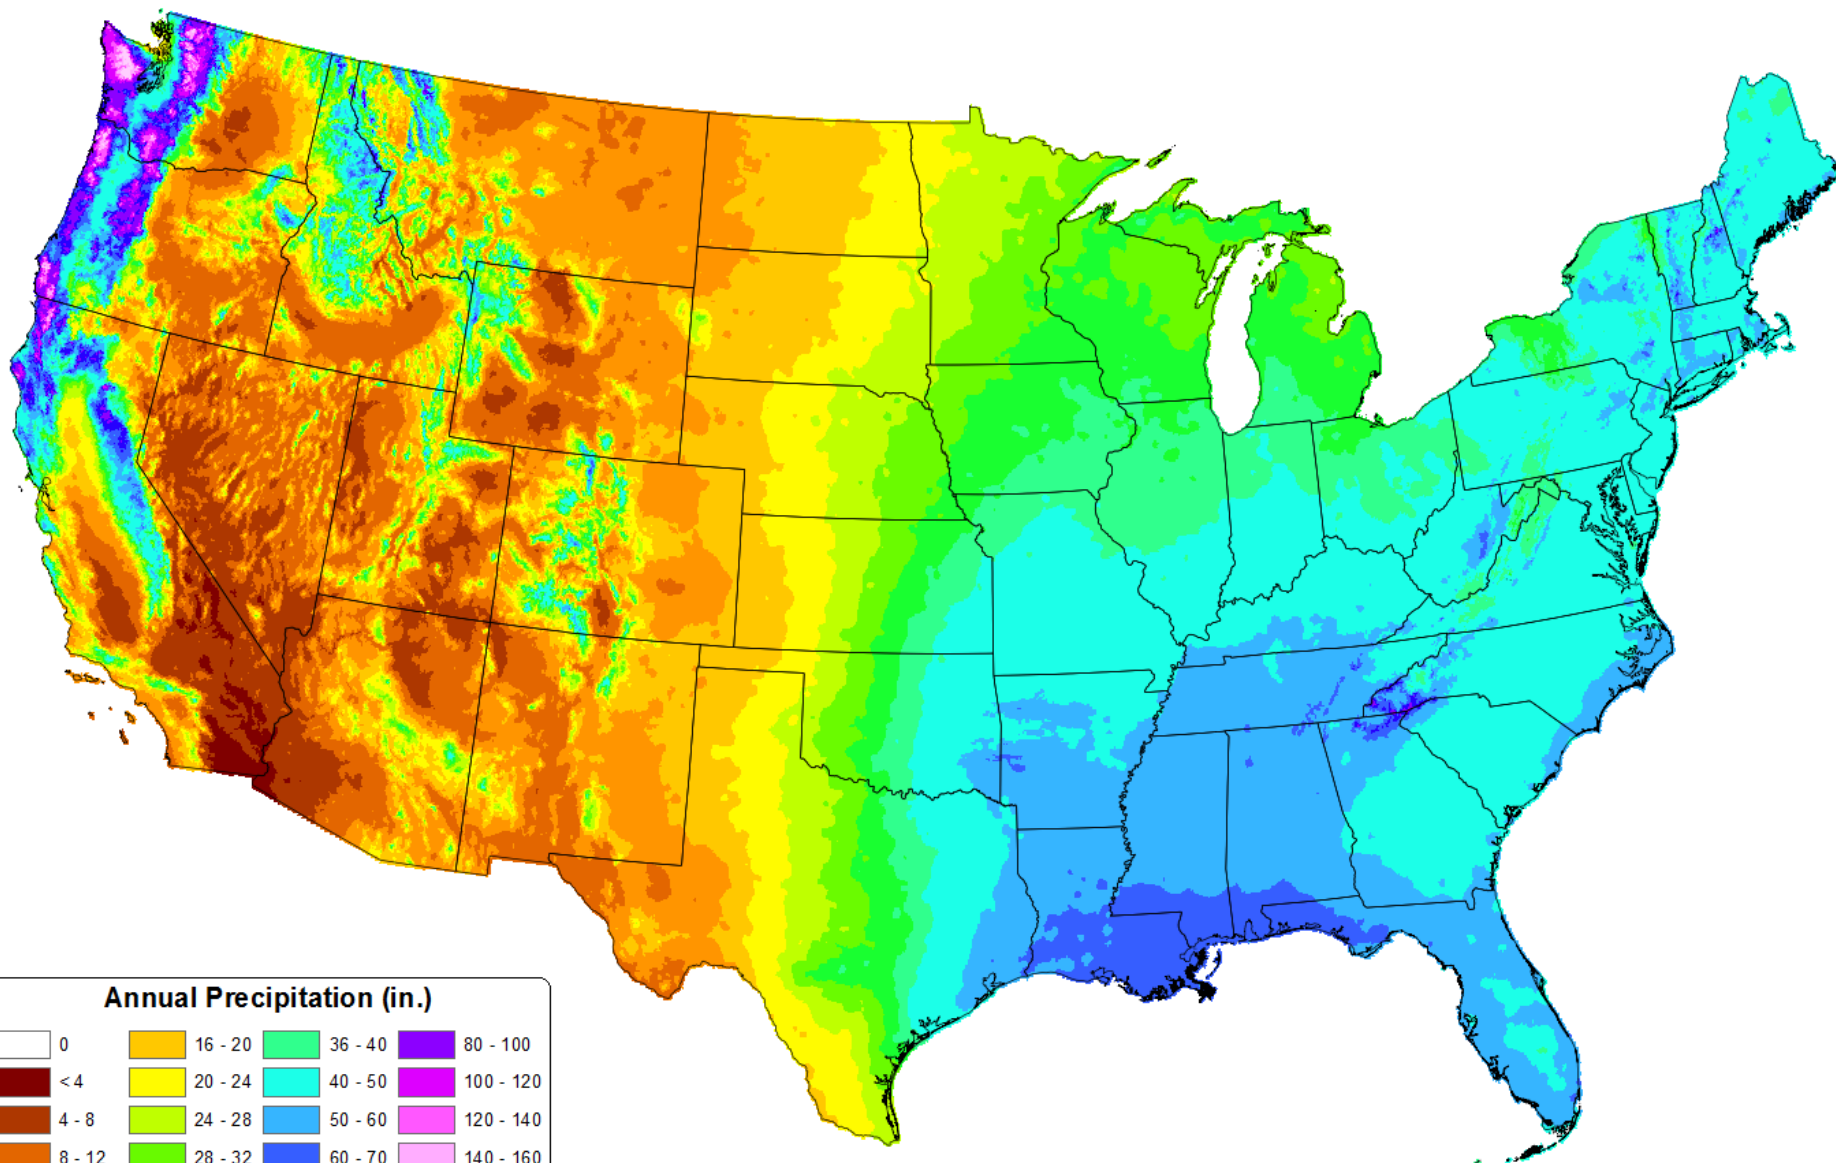 Annual Precipitation (in.)
0 16 - 20 36 - 40 80 - 100
< 4 20 - 24 40 - 50 100 - 120
4 - 8 24 - 28 50 - 60 120 - 140
8 - 12 28 - 32 60 - 70 140 - 160